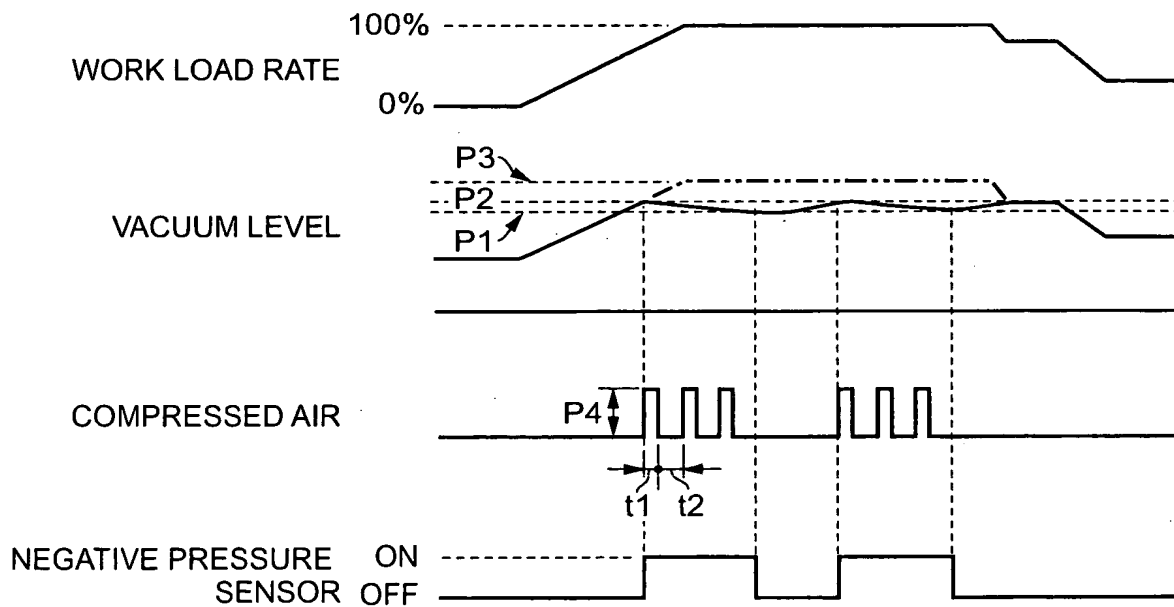 100%
WORK LOAD RATE
0%
P3
P2
VACUUM LEVEL
P1
COMPRESSED AIR
P4
t1 t2
NEGATIVE PRESSURE ON
SENSOR OFF